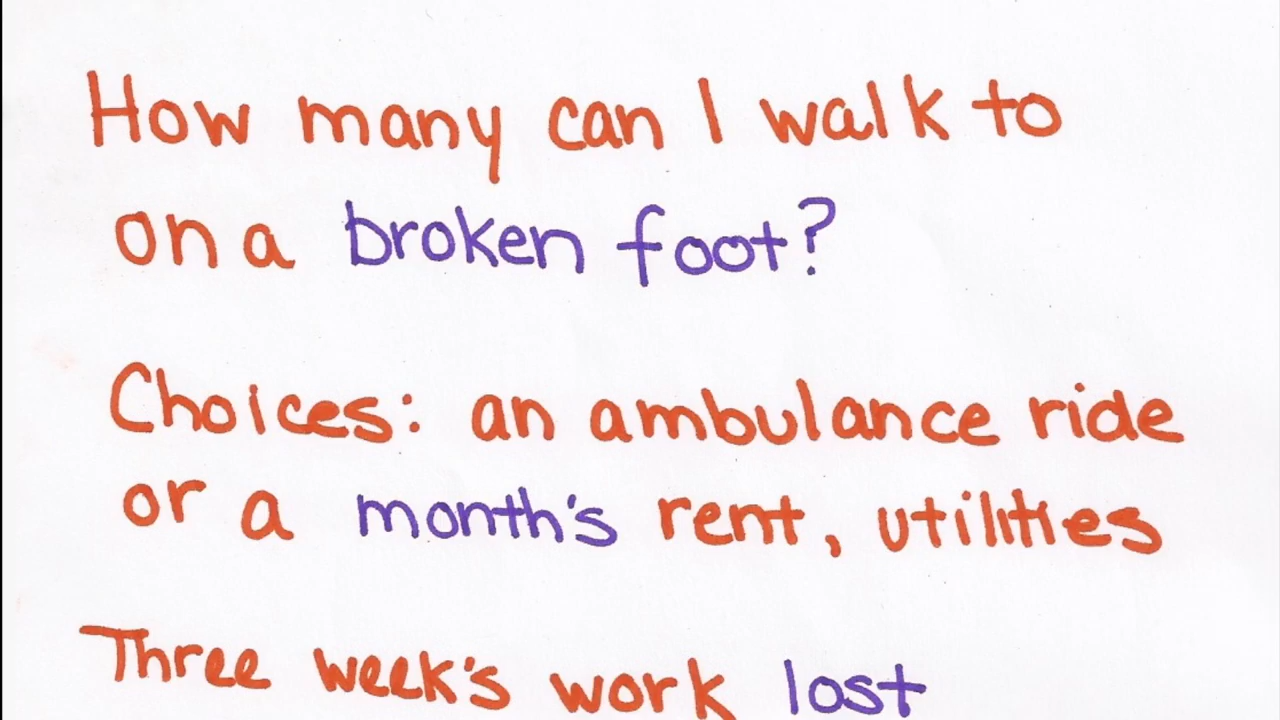 How many can I walk to
on a broken foot?
Choices: an ambulance ride
or a month's rent, utilities
Three week's work lost